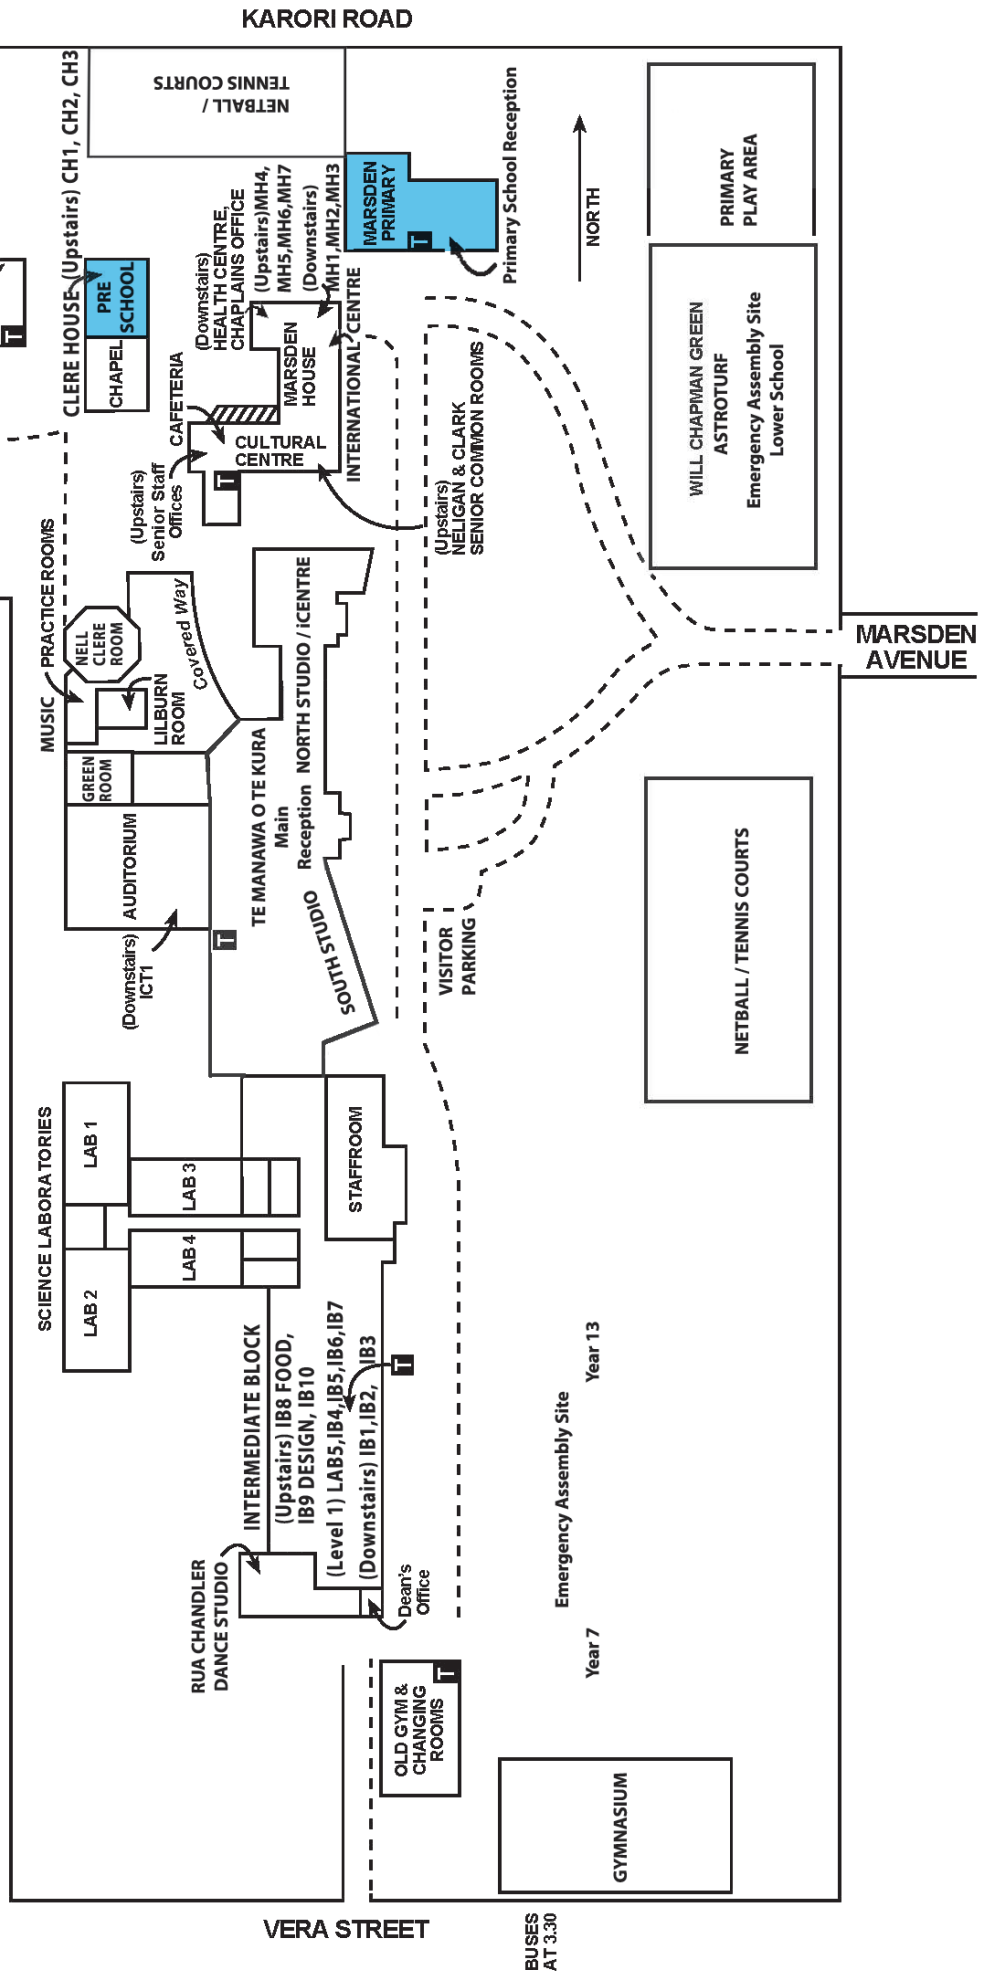 KARORI ROAD
NETBALL /
TENNIS COURTS
CLERE HOUSE (Upstairs) CH1, CH2, CH3
PRE
SCHOOL
CHAPEL
T
MARSDEN
PRIMARY
T
Primary School Reception
NORTH
PRIMARY
PLAY AREA
(Downstairs)
HEALTH CENTRE,
CHAPLAINS OFFICE
(Upstairs)MH4,
MH5,MH6,MH7
(Downstairs)
MH1,MH2,MH3
MARSDEN
HOUSE
INTERNATIONAL CENTRE
CAFETERIA
CULTURAL
CENTRE
T
(Upstairs)
Senior Staff
Offices
(Upstairs)
NELIGAN & CLARK
SENIOR COMMON ROOMS
WILL CHAPMAN GREEN
ASTROTURF
Emergency Assembly Site
Lower School
MARSDEN
AVENUE
MUSIC PRACTICE ROOMS
NELL
CLERE
ROOM
LILBURN
ROOM
Covered Way
GREEN
ROOM
AUDITORIUM
(Downstairs)
ICT1
T
TE MANAWA O TE KURA
Main
Reception
NORTH STUDIO / iCENTRE
SOUTH STUDIO
VISITOR
PARKING
NETBALL / TENNIS COURTS
SCIENCE LABORATORIES
LAB 1
LAB 2
LAB 3
LAB 4
STAFFROOM
INTERMEDIATE BLOCK
(Upstairs) IB8 FOOD,
IB9 DESIGN, IB10
(Level 1) LAB5,IB4,IB5,IB6,IB7
(Downstairs) IB1,IB2, IB3
T
RUA CHANDLER
DANCE STUDIO
Dean's
Office
Emergency Assembly Site
Year 7
Year 13
OLD GYM &
CHANGING
ROOMS
T
GYMNASIUM
VERA STREET
BUSES
AT 3.30